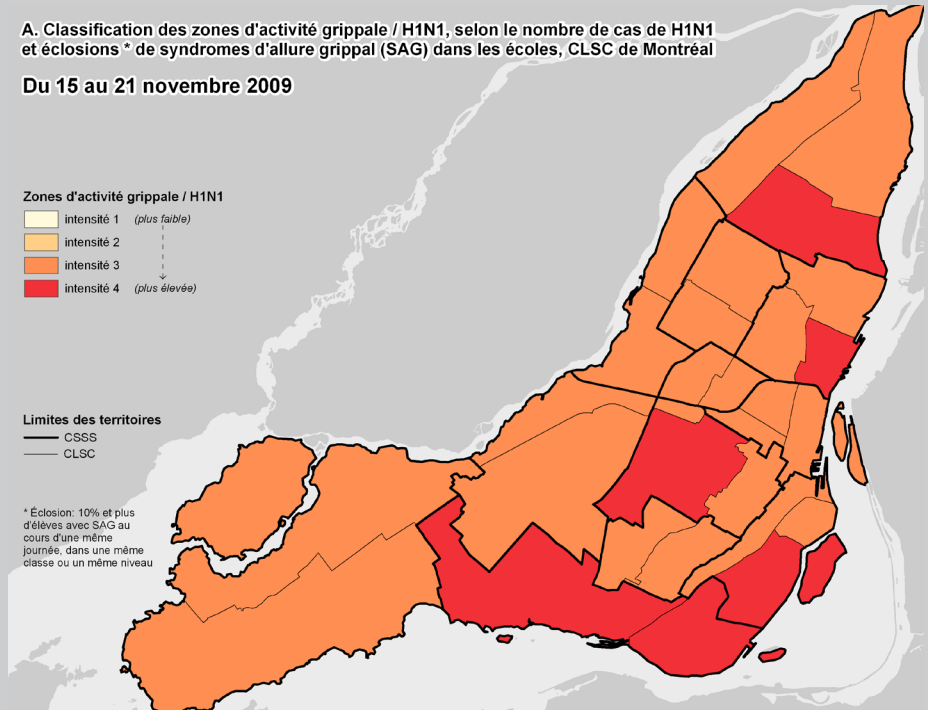 A. Classification des zones d'activité grippale / H1N1, selon le nombre de cas de H1N1
et éclosions * de syndromes d'allure grippal (SAG) dans les écoles, CLSC de Montréal
Du 15 au 21 novembre 2009
Zones d'activité grippale / H1N1
intensité 1 (plus faible)
intensité 2
intensité 3
intensité 4 (plus élevée)
Limites des territoires
CSSS
CLSC
* Éclosion: 10% et plus
d'élèves avec SAG au
cours d'une même
journée, dans une même
classe ou un même niveau